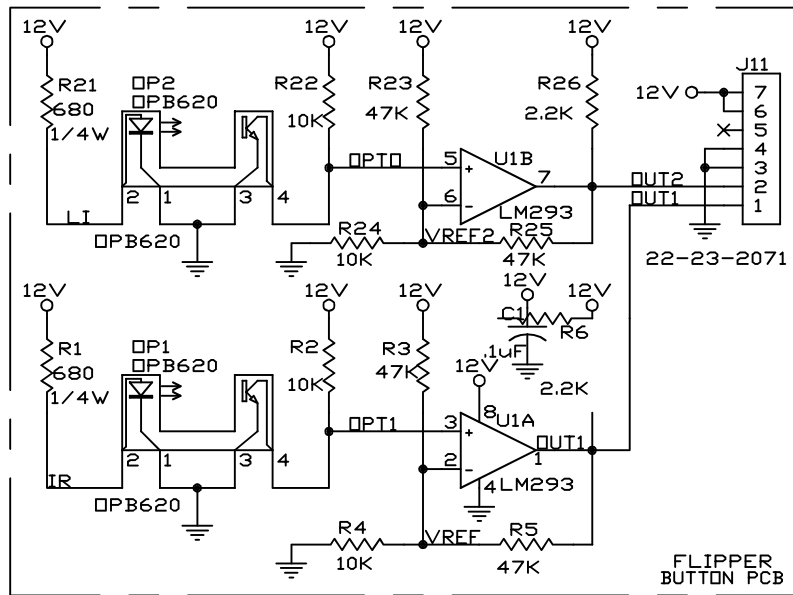 12V 12V 12V 12V
J11
R21 OP2 R22 R23 R26 12V 7
680 OPB620 47K 6
1/4W 10K 2.2K 5
OPTO 5 U1B 4
+ 7 3
6 - OUT2 2
2 1 3 4 LM293 OUT1 1
LI R24 R25
OPB620 VREF2
10K 47K 22-23-2071
12V 12V 12V 12V 12V
C1
R1 OP1 R2 R3 R6
680 OPB620 47K 12V .1uF
1/4W 10K 2.2K
8
OPT1 3 U1A
+ OUT1
2 1 3 4 2 - 1
IR 4 LM293
OPB620
R4 VREF R5
10K 47K
FLIPPER
BUTTON PCB